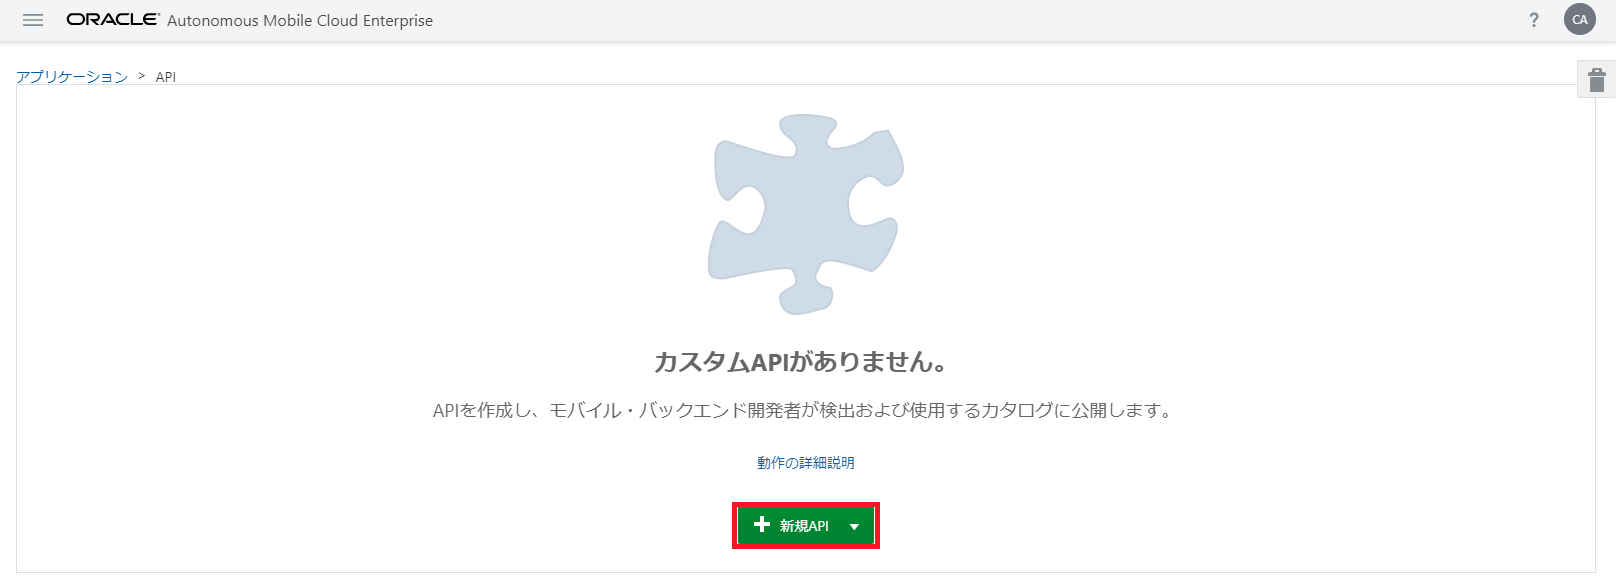 ORACLE Autonomous Mobile Cloud Enterprise ? CA
アプリケーション > API
カスタムAPIがありません。
APIを作成し、モバイル・バックエンド開発者が検出および使用するカタログに公開します。
動作の詳細説明
新規API